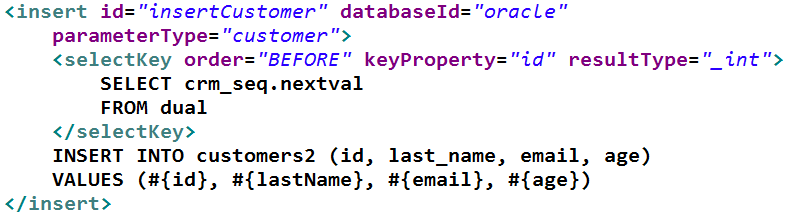 <insert id="insertCustomer" databaseId="oracle"
parameterType="customer">
<selectKey order="BEFORE" keyProperty="id" resultType="_int">
SELECT crm_seq.nextval
FROM dual
</selectKey>
INSERT INTO customers2 (id, last_name, email, age)
VALUES (#{id}, #{lastName}, #{email}, #{age})
</insert>